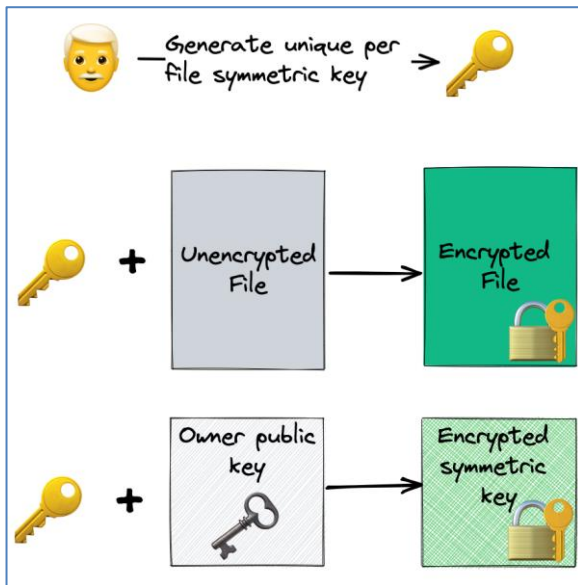 Generate unique per
file symmetric key
+
Unencrypted
File
Encrypted
File
+
Owner public
key
Encrypted
symmetric
key